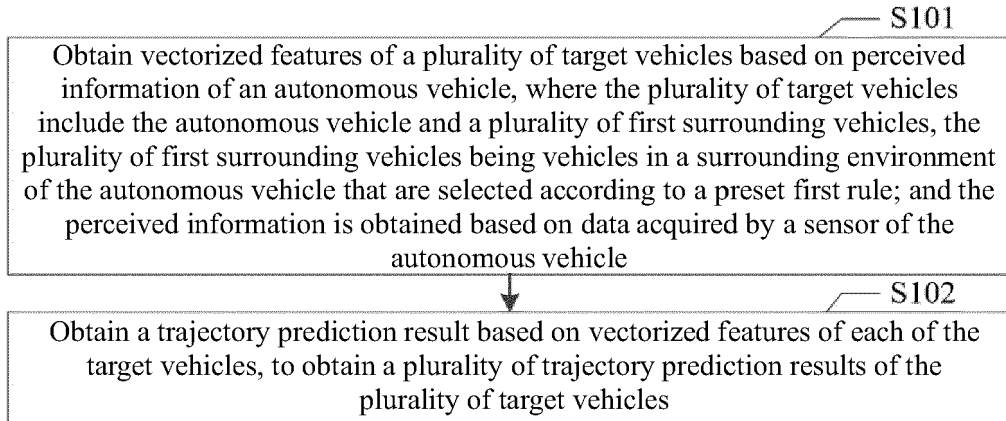 S101
Obtain vectorized features of a plurality of target vehicles based on perceived
information of an autonomous vehicle, where the plurality of target vehicles
include the autonomous vehicle and a plurality of first surrounding vehicles, the
plurality of first surrounding vehicles being vehicles in a surrounding environment
of the autonomous vehicle that are selected according to a preset first rule; and the
perceived information is obtained based on data acquired by a sensor of the
autonomous vehicle
S102
Obtain a trajectory prediction result based on vectorized features of each of the
target vehicles, to obtain a plurality of trajectory prediction results of the
plurality of target vehicles